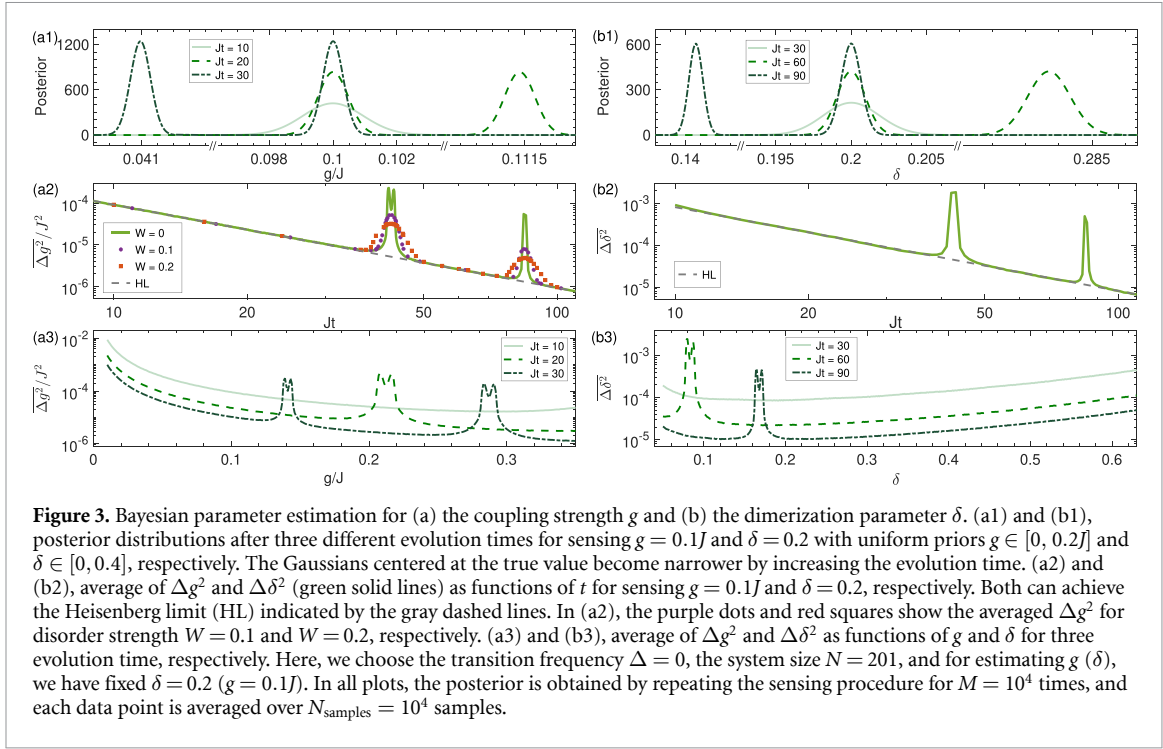 (a1)
1200
600
0
Posterior
Jt = 10
Jt = 20
Jt = 30
0.041
//
0.098
0.1
0.102
//
0.1115
g/J
(b1)
600
300
0
Posterior
Jt = 30
Jt = 60
Jt = 90
0.14
//
0.195
0.2
0.205
//
0.285
δ
(a2)
10⁻⁴
10⁻⁵
10⁻⁶
Δg²/J²
W = 0
W = 0.1
W = 0.2
HL
10
50
100
Jt
(b2)
10⁻³
10⁻⁴
10⁻⁵
Δδ²
HL
10
50
100
Jt
(a3)
10⁻²
10⁻⁴
10⁻⁶
Δg²/J²
Jt = 10
Jt = 20
Jt = 30
0
0.1
0.2
0.3
g/J
(b3)
10⁻³
10⁻⁴
10⁻⁵
Δδ²
Jt = 30
Jt = 60
Jt = 90
0.1
0.2
0.3
0.4
0.5
0.6
δ
Figure 3. Bayesian parameter estimation for (a) the coupling strength g and (b) the dimerization parameter δ. (a1) and (b1),
posterior distributions after three different evolution times for sensing g = 0.1J and δ = 0.2 with uniform priors g ∈ [0, 0.2J] and
δ ∈ [0, 0.4], respectively. The Gaussians centered at the true value become narrower by increasing the evolution time. (a2) and
(b2), average of Δg² and Δδ² (green solid lines) as functions of t for sensing g = 0.1J and δ = 0.2, respectively. Both can achieve
the Heisenberg limit (HL) indicated by the gray dashed lines. In (a2), the purple dots and red squares show the averaged Δg² for
disorder strength W = 0.1 and W = 0.2, respectively. (a3) and (b3), average of Δg² and Δδ² as functions of g and δ for three
evolution time, respectively. Here, we choose the transition frequency Δ = 0, the system size N = 201, and for estimating g (δ),
we have fixed δ = 0.2 (g = 0.1J). In all plots, the posterior is obtained by repeating the sensing procedure for M = 10⁴ times, and
each data point is averaged over N_samples = 10⁴ samples.